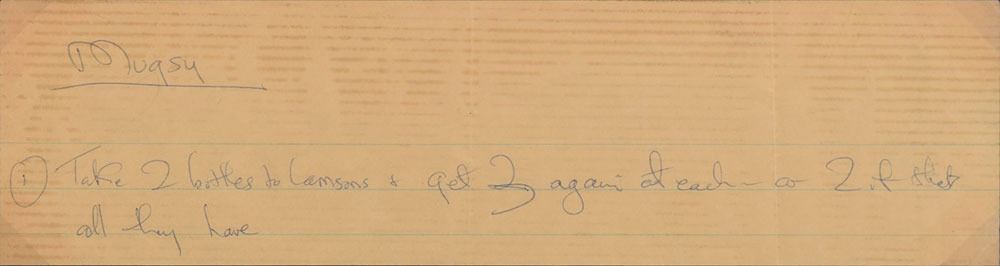 Mugsy
① Take 2 bottles to Lamsons + get 3 again at each - or 2 if that
all they have